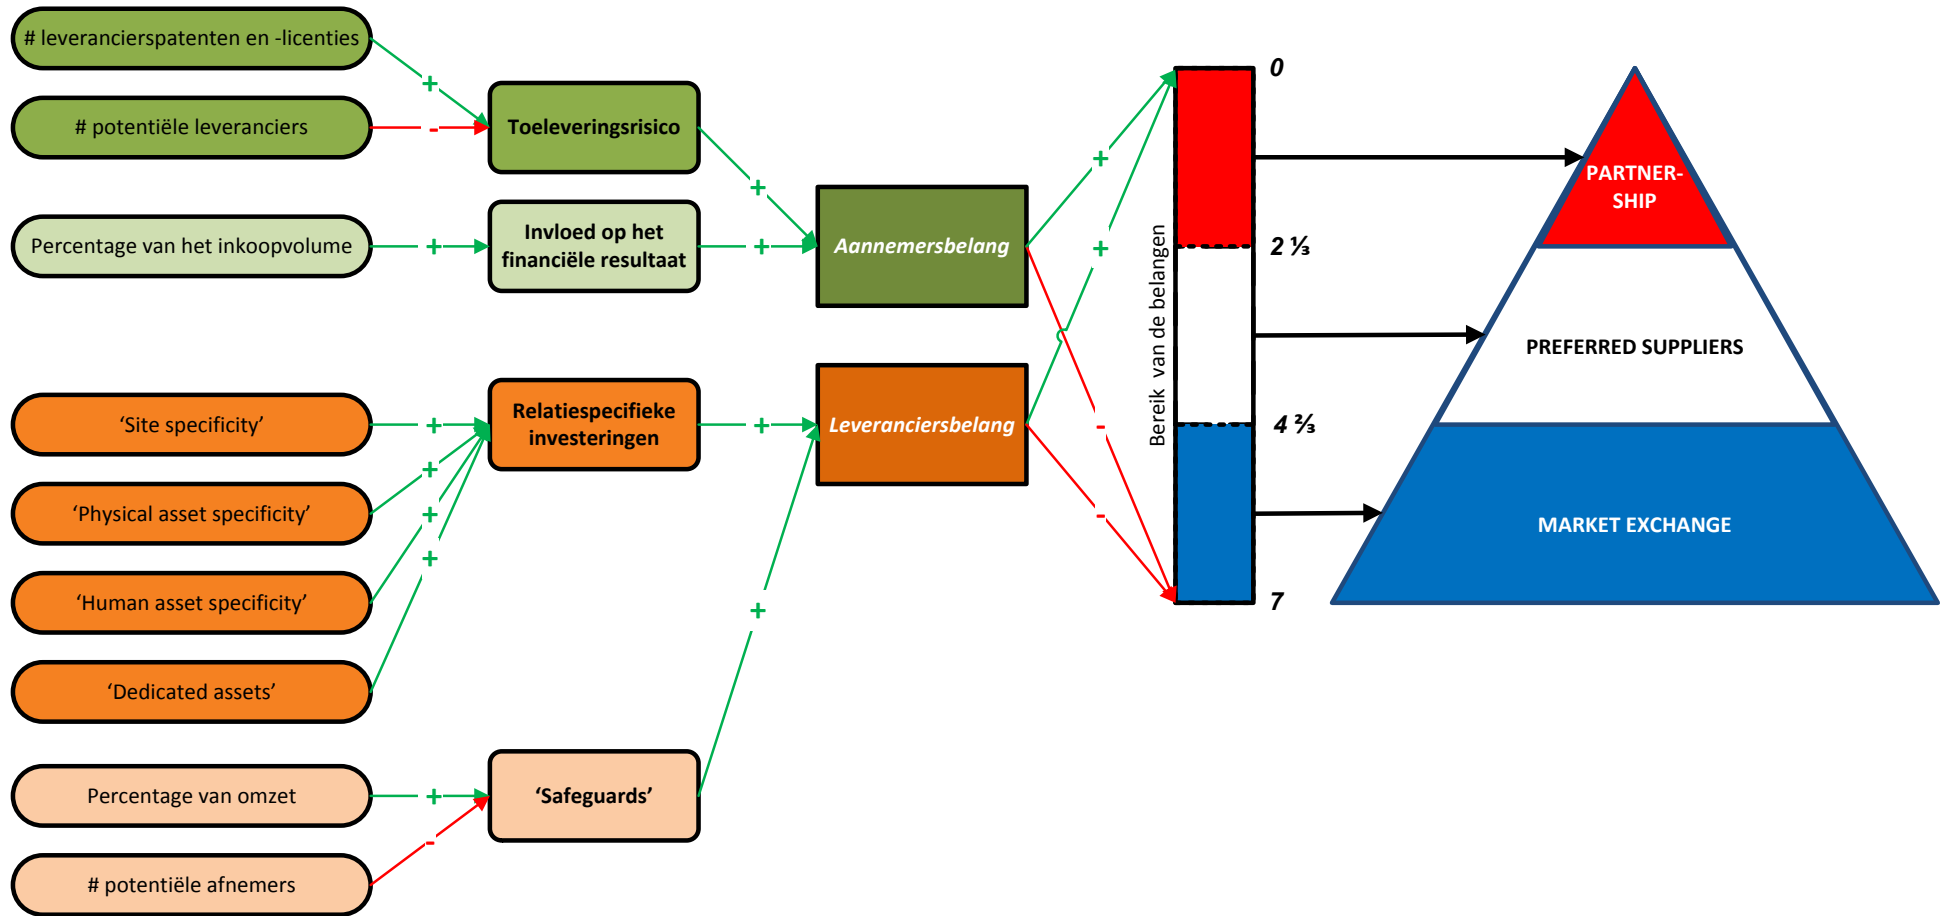 # leverancierspatenten en -licenties
+
# potentiële leveranciers
-
Toeleveringsrisico
+
Percentage van het inkoopvolume
+
Invloed op het
financiële resultaat
+
Aannemersbelang
+
+
-
-
‘Site specificity’
+
‘Physical asset specificity’
+
‘Human asset specificity’
+
‘Dedicated assets’
+
Relatiespecifieke
investeringen
+
Leveranciersbelang
Percentage van omzet
+
# potentiële afnemers
-
‘Safeguards’
+
Bereik van de belangen
0
2 ⅓
4 ⅔
7
PARTNER-
SHIP
PREFERRED SUPPLIERS
MARKET EXCHANGE